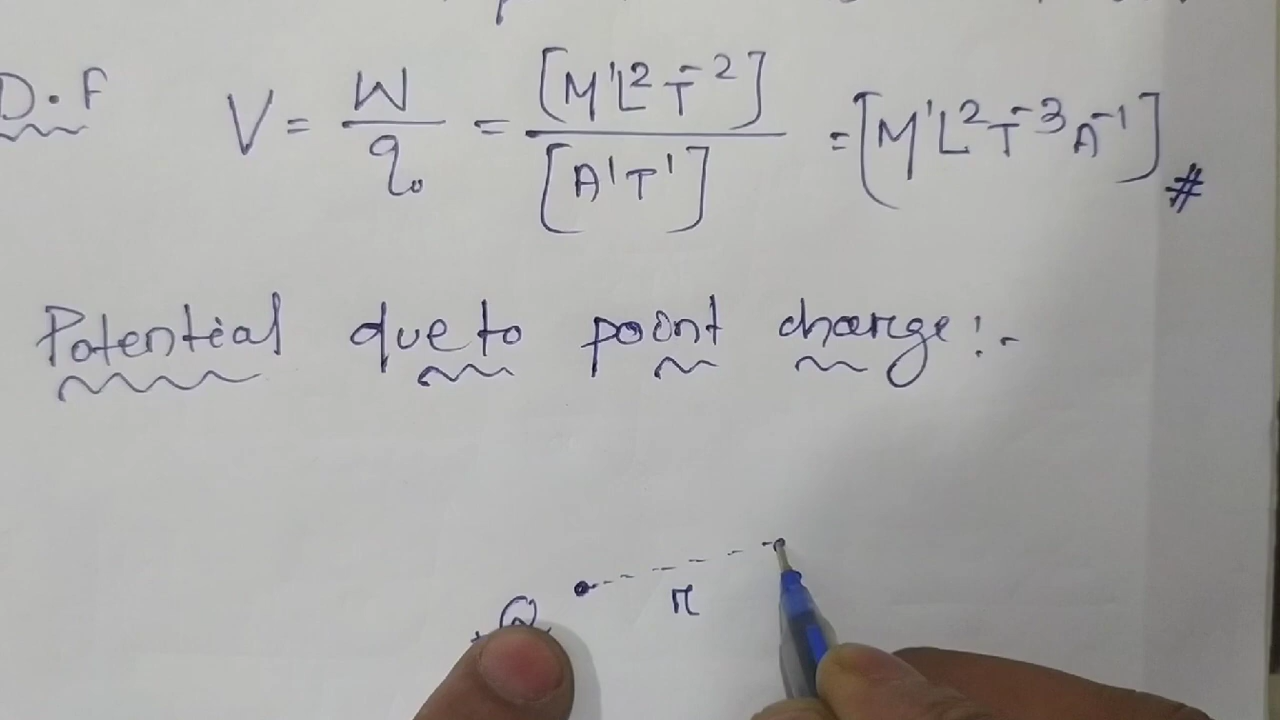 D.F V = W/q₀ = [M¹L²T⁻²]/[A¹T¹] = [M¹L²T⁻³A⁻¹] #
Potential due to point charge :-
r
+Q